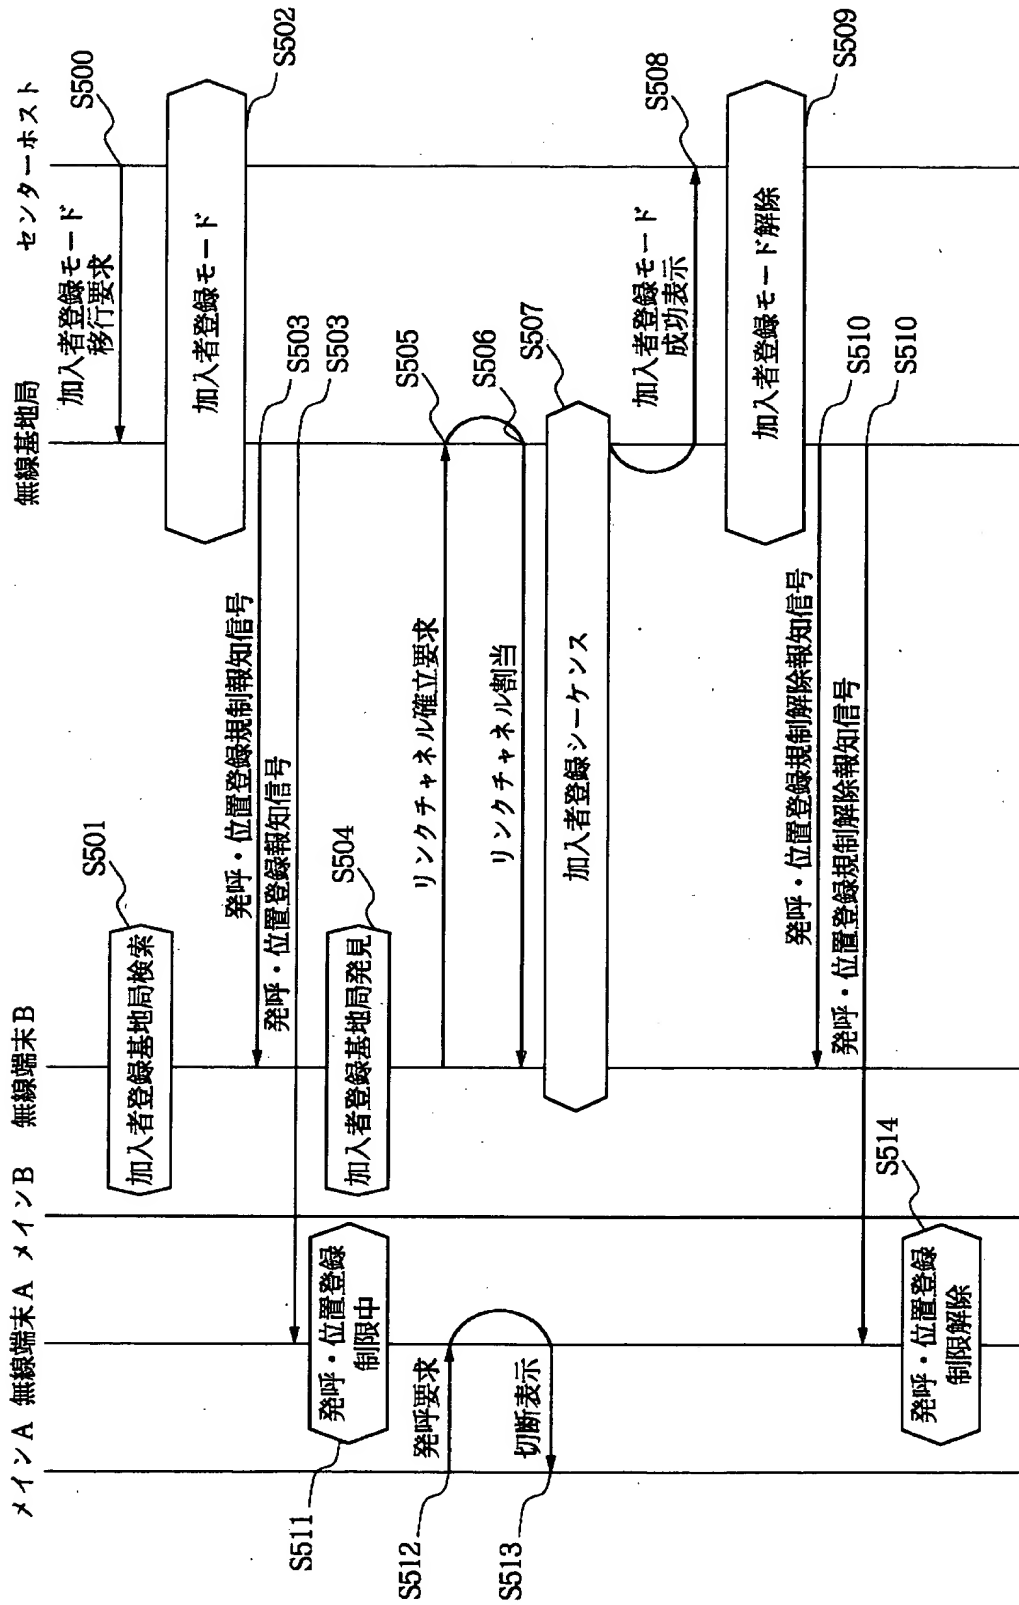 メインA
無線端末A
メインB
無線端末B
無線基地局
センターホスト
加入者登録モード
移行要求
S500
加入者登録基地局検索
S501
加入者登録モード
S502
発呼・位置登録規制報知信号
S503
発呼・位置登録報知信号
S503
発呼・位置登録
制限中
S511
加入者登録基地局発見
S504
リンクチャネル確立要求
S505
発呼要求
S512
リンクチャネル割当
S506
切断表示
S513
加入者登録シーケンス
S507
加入者登録モード
成功表示
S508
加入者登録モード解除
S509
発呼・位置登録規制解除報知信号
S510
発呼・位置登録規制解除報知信号
S510
発呼・位置登録
制限解除
S514